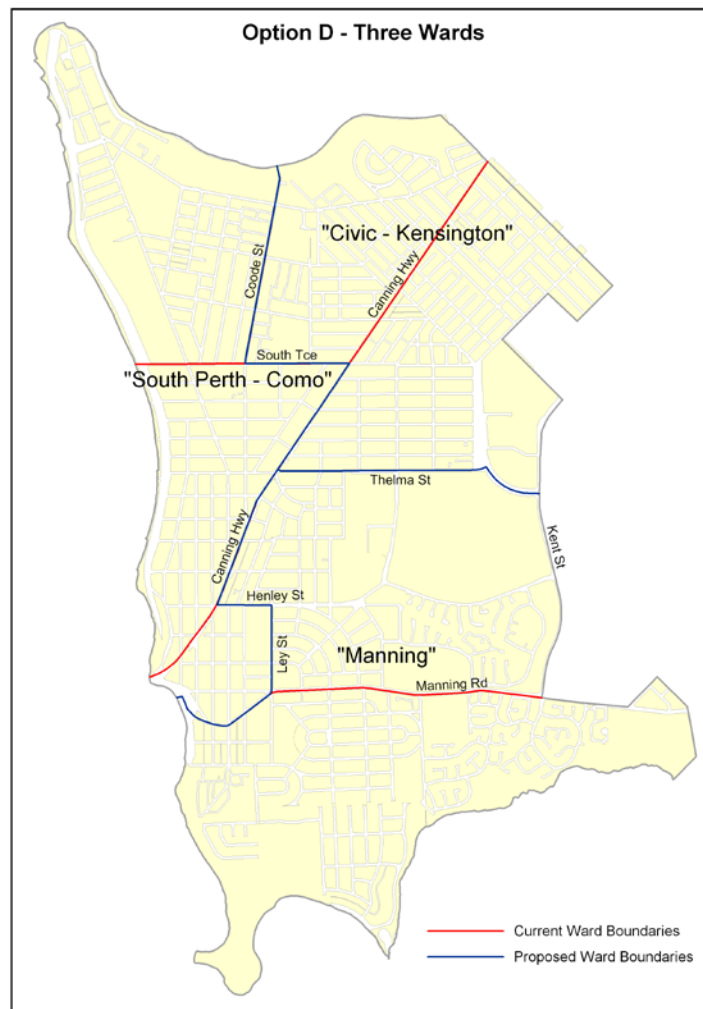 Option D - Three Wards
"Civic - Kensington"
Coode St
Canning Hwy
South Tce
"South Perth - Como"
Thelma St
Canning Hwy
Kent St
Henley St
Ley St
"Manning"
Manning Rd
Current Ward Boundaries
Proposed Ward Boundaries